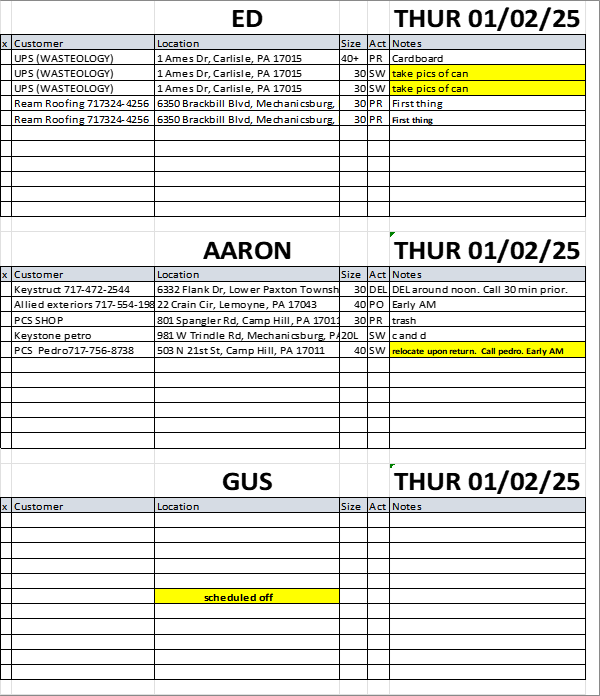 ED THUR 01/02/25
x Customer Location Size Act Notes
UPS (WASTEOLOGY) 1 Ames Dr, Carlisle, PA 17015 40+ PR Cardboard
UPS (WASTEOLOGY) 1 Ames Dr, Carlisle, PA 17015 30 SW take pics of can
UPS (WASTEOLOGY) 1 Ames Dr, Carlisle, PA 17015 30 SW take pics of can
Ream Roofing 717324-4256 6350 Brackbill Blvd, Mechanicsburg, 30 PR First thing
Ream Roofing 717324-4256 6350 Brackbill Blvd, Mechanicsburg, 30 PR First thing
AARON THUR 01/02/25
x Customer Location Size Act Notes
Keystruct 717-472-2544 6332 Flank Dr, Lower Paxton Townsh 30 DEL DEL around noon. Call 30 min prior.
Allied exteriors 717-554-198 22 Crain Cir, Lemoyne, PA 17043 40 PO Early AM
PCS SHOP 801 Spangler Rd, Camp Hill, PA 17011 30 PR trash
Keystone petro 981 W Trindle Rd, Mechanicsburg, PA 20L SW c and d
PCS Pedro717-756-8738 503 N 21st St, Camp Hill, PA 17011 40 SW relocate upon return. Call pedro. Early AM
GUS THUR 01/02/25
x Customer Location Size Act Notes
scheduled off